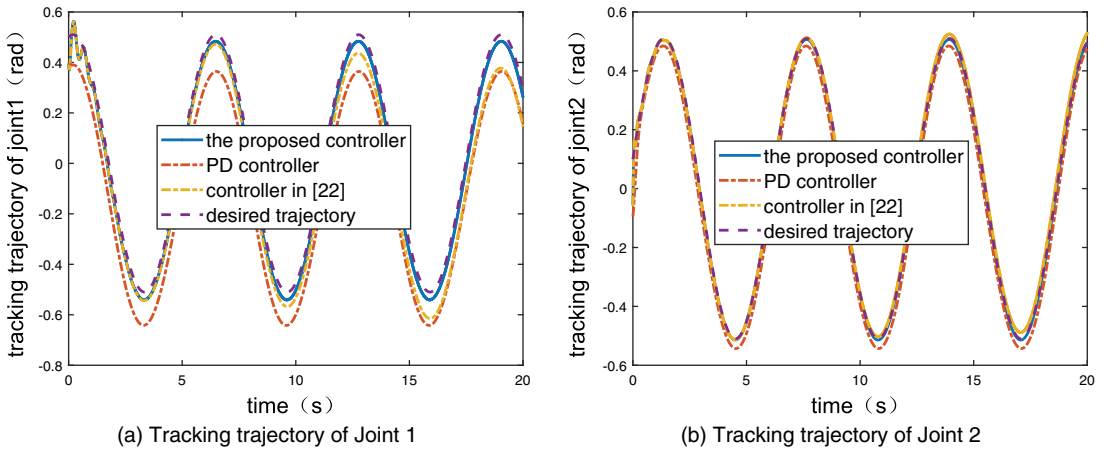 tracking trajectory of joint1（rad）
0.6
0.4
0.2
0
-0.2
-0.4
-0.6
-0.8
the proposed controller
PD controller
controller in [22]
desired trajectory
0 5 10 15 20
time（s）
(a) Tracking trajectory of Joint 1
tracking trajectory of joint2（rad）
0.6
0.4
0.2
0
-0.2
-0.4
-0.6
the proposed controller
PD controller
controller in [22]
desired trajectory
0 5 10 15 20
time（s）
(b) Tracking trajectory of Joint 2